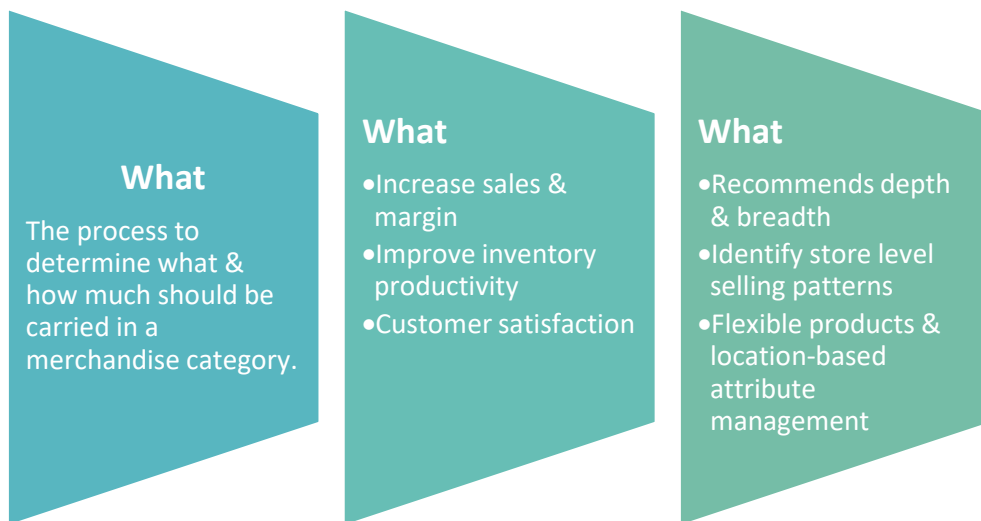 What
The process to
determine what &
how much should be
carried in a
merchandise category.
What
•Increase sales &
margin
•Improve inventory
productivity
•Customer satisfaction
What
•Recommends depth
& breadth
•Identify store level
selling patterns
•Flexible products &
location-based
attribute
management